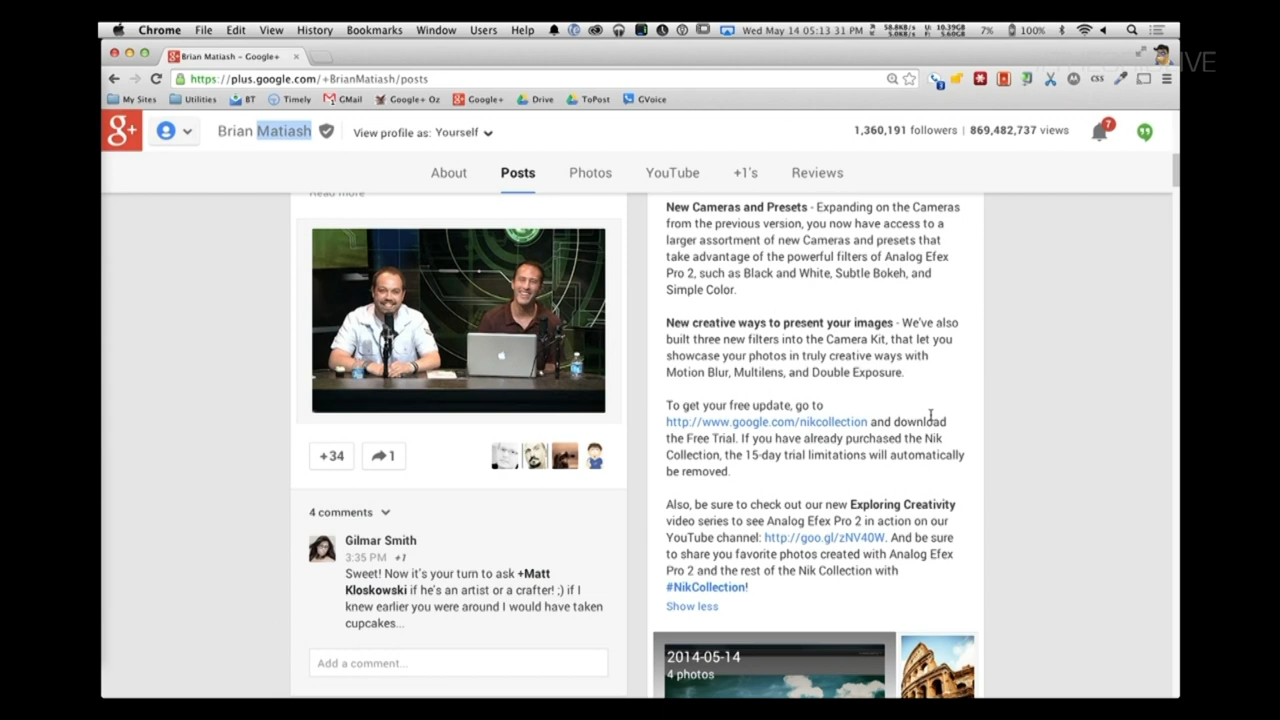 Chrome File Edit View History Bookmarks Window Users Help
58.8KB/s 5.0KB/s U: 10.39GB F: 5.60GB Wed May 14 05:13:31 PM 7% 100%
Brian Matiash - Google+
https://plus.google.com/+BrianMatiash/posts
CSS
My Sites Utilities BT Timely GMail Google+ Oz Google+ Drive ToPost GVoice
g+ Brian Matiash View profile as: Yourself 1,360,191 followers | 869,482,737 views 7
About Posts Photos YouTube +1's Reviews
Read more
+34 1
4 comments
Gilmar Smith
3:35 PM +1
Sweet! Now it's your turn to ask +Matt
Kloskowski if he's an artist or a crafter! ;) if I
knew earlier you were around I would have taken
cupcakes...
Add a comment...
New Cameras and Presets - Expanding on the Cameras
from the previous version, you now have access to a
larger assortment of new Cameras and presets that
take advantage of the powerful filters of Analog Efex
Pro 2, such as Black and White, Subtle Bokeh, and
Simple Color.
New creative ways to present your images - We've also
built three new filters into the Camera Kit, that let you
showcase your photos in truly creative ways with
Motion Blur, Multilens, and Double Exposure.
To get your free update, go to
http://www.google.com/nikcollection and download
the Free Trial. If you have already purchased the Nik
Collection, the 15-day trial limitations will automatically
be removed.
Also, be sure to check out our new Exploring Creativity
video series to see Analog Efex Pro 2 in action on our
YouTube channel: http://goo.gl/zNV40W. And be sure
to share you favorite photos created with Analog Efex
Pro 2 and the rest of the Nik Collection with
#NikCollection!
Show less
2014-05-14
4 photos